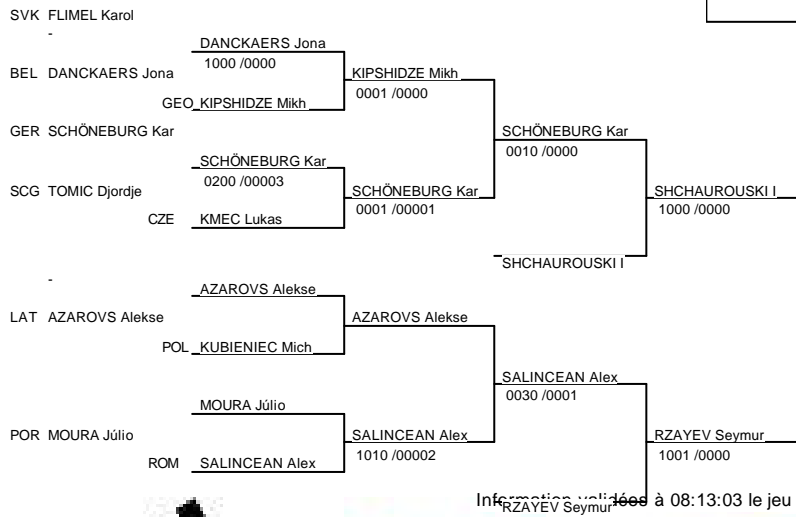 SVK FLIMEL Karol
-
DANCKAERS Jona
1000 /0000
BEL DANCKAERS Jona
KIPSHIDZE Mikh
0001 /0000
GEO KIPSHIDZE Mikh
GER SCHÖNEBURG Kar
SCHÖNEBURG Kar
0010 /0000
SCHÖNEBURG Kar
0200 /00003
SCG TOMIC Djordje
SCHÖNEBURG Kar
0001 /00001
SHCHAUROUSKI I
1000 /0000
CZE KMEC Lukas
SHCHAUROUSKI I
-
AZAROVS Alekse
LAT AZAROVS Alekse
AZAROVS Alekse
POL KUBIENIEC Mich
SALINCEAN Alex
0030 /0001
MOURA Júlio
POR MOURA Júlio
SALINCEAN Alex
1010 /00002
RZAYEV Seymur
1001 /0000
ROM SALINCEAN Alex
Information validées à 08:13:03 le jeu
RZAYEV Seymur